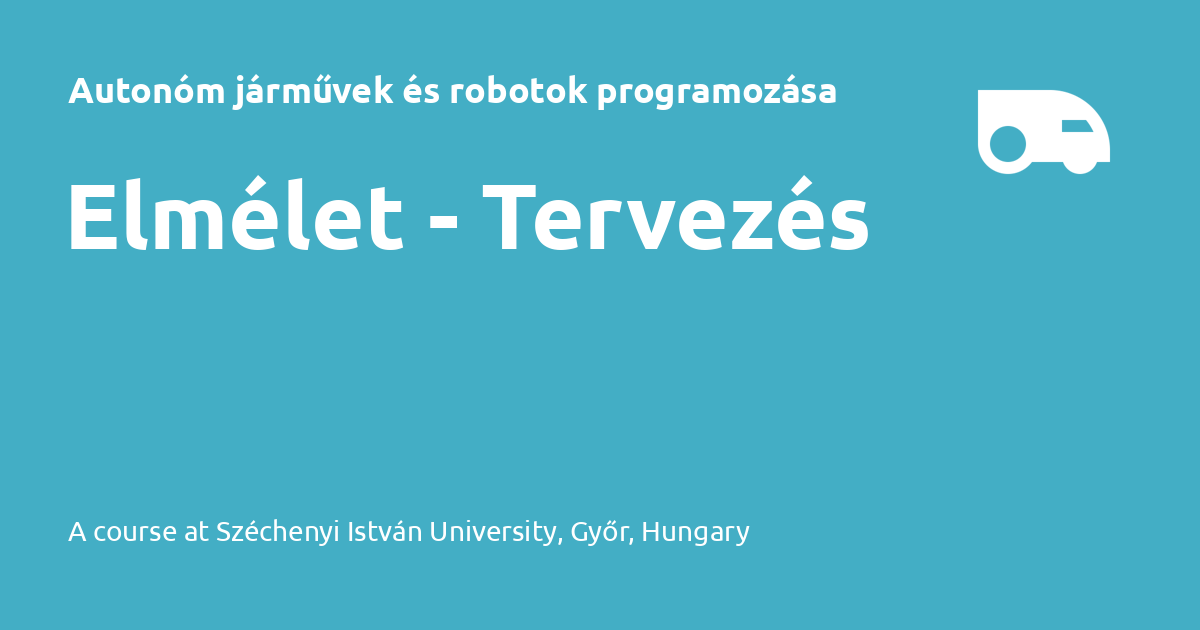 Autonóm járművek és robotok programozása
Elmélet - Tervezés
A course at Széchenyi István University, Győr, Hungary